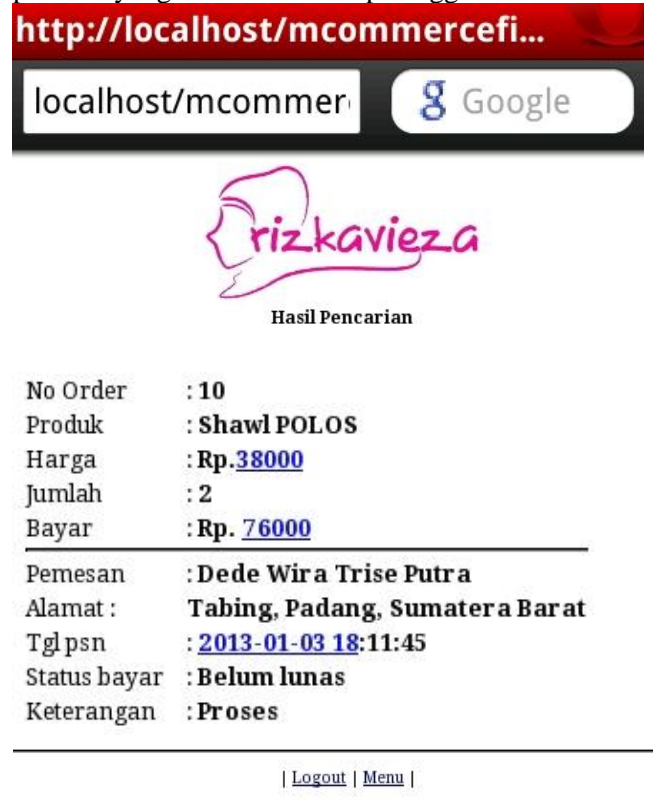 http://localhost/mcommercefi...
localhost/mcommer
g Google
rizkavieza
Hasil Pencarian
No Order : 10
Produk : Shawl POLOS
Harga : Rp.38000
Jumlah : 2
Bayar : Rp. 76000
Pemesan : Dede Wira Trise Putra
Alamat : Tabing, Padang, Sumatera Barat
Tgl psn : 2013-01-03 18:11:45
Status bayar : Belum lunas
Keterangan : Proses
| Logout | Menu |